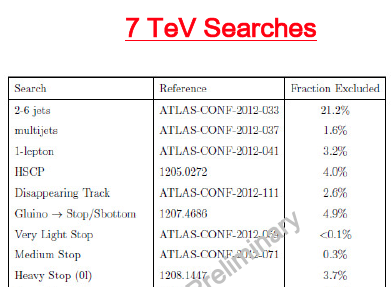 7 TeV Searches
Search Reference Fraction Excluded
2-6 jets ATLAS-CONF-2012-033 21.2%
multijets ATLAS-CONF-2012-037 1.6%
1-lepton ATLAS-CONF-2012-041 3.2%
HSCP 1205.0272 4.0%
Disappearing Track ATLAS-CONF-2012-111 2.6%
Gluino → Stop/Sbottom 1207.4686 4.9%
Very Light Stop ATLAS-CONF-2012-059 <0.1%
Medium Stop ATLAS-CONF-2012-071 0.3%
Heavy Stop (0l) 1208.1447 3.7%
Preliminary